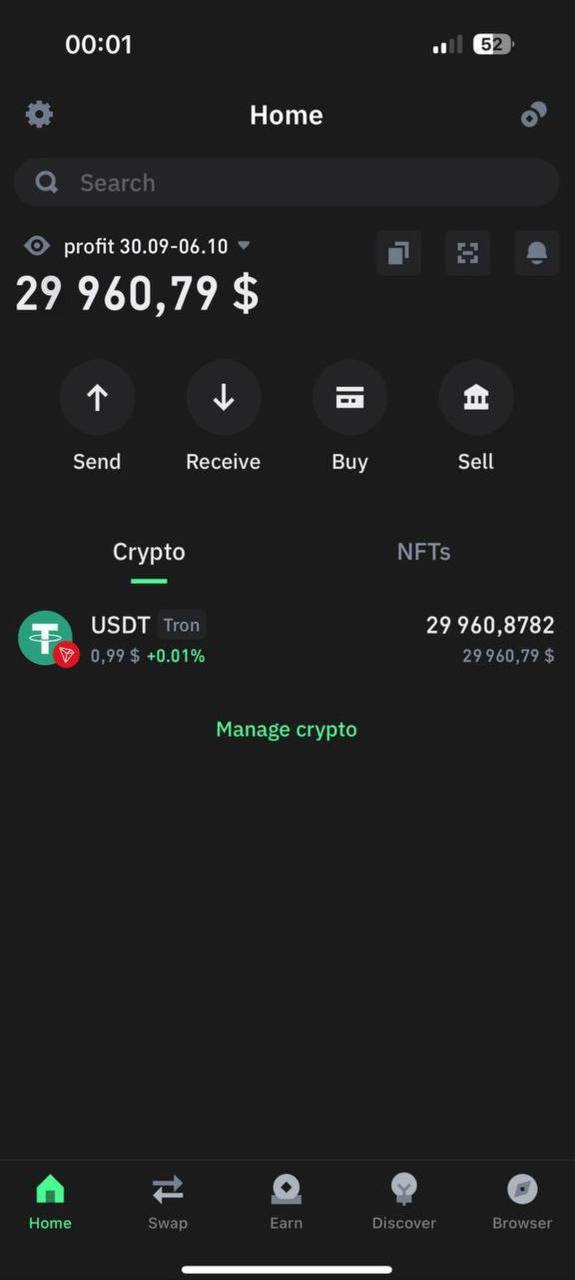 00:01
52
Home
Search
profit 30.09-06.10
29 960,79 $
Send
Receive
Buy
Sell
Crypto
NFTs
USDT Tron
29 960,8782
0,99 $ +0.01%
29 960,79 $
Manage crypto
Home
Swap
Earn
Discover
Browser